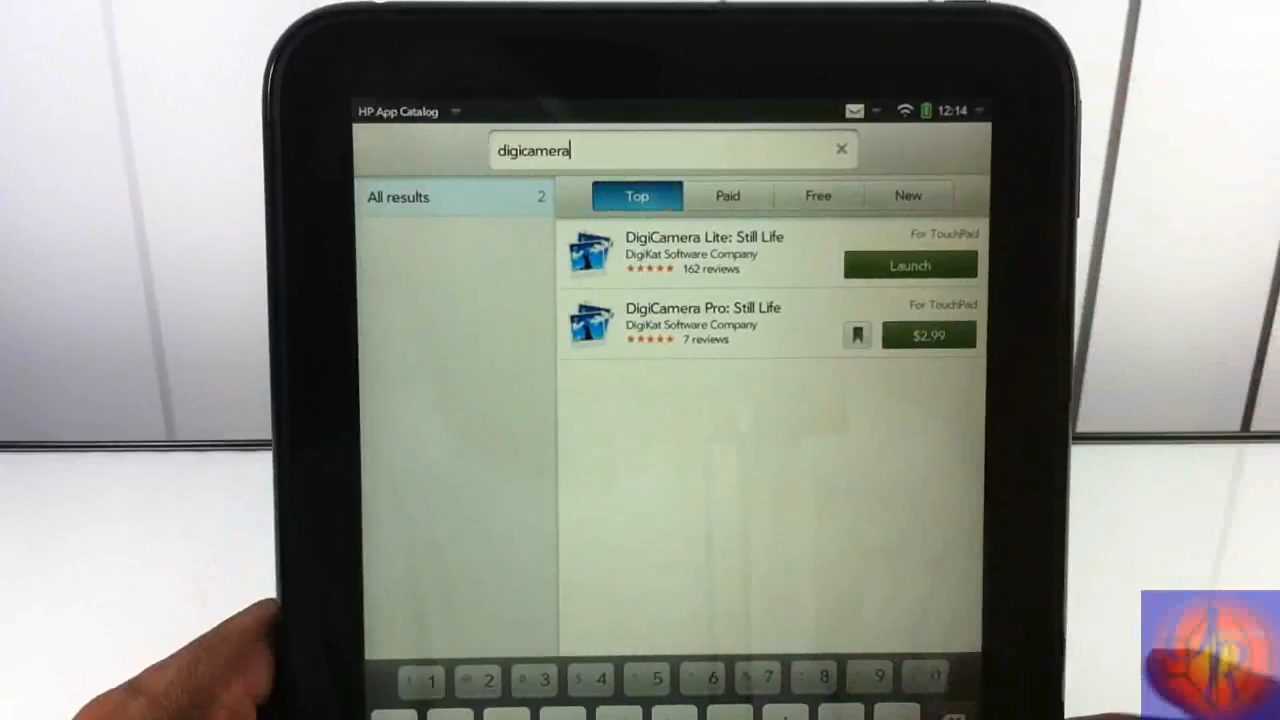 HP App Catalog 12:14
digicamera
All results 2
Top Paid Free New
DigiCamera Lite: Still Life
For TouchPad
DigiKat Software Company
162 reviews
Launch
DigiCamera Pro: Still Life
For TouchPad
DigiKat Software Company
7 reviews
$2.99
1 2 3 4 5 6 7 8 9 0